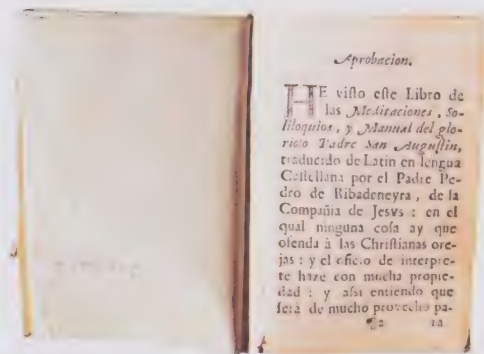 Aprobacion.
HE visto este Libro de
las Meditaciones, So-
liloquios, y Manual del glo-
rioso Padre San Augustin,
traducido de Latin en lengua
Castellana por el Padre Pe-
dro de Ribadeneyra, de la
Compañia de Jesvs: en el
qual ninguna cosa ay que
ofenda à las Christianas ore-
jas: y el oficio de interpre-
te haze con mucha proprie-
dad: y assi entiendo que
será de mucho provecho pa-
¶2 ra